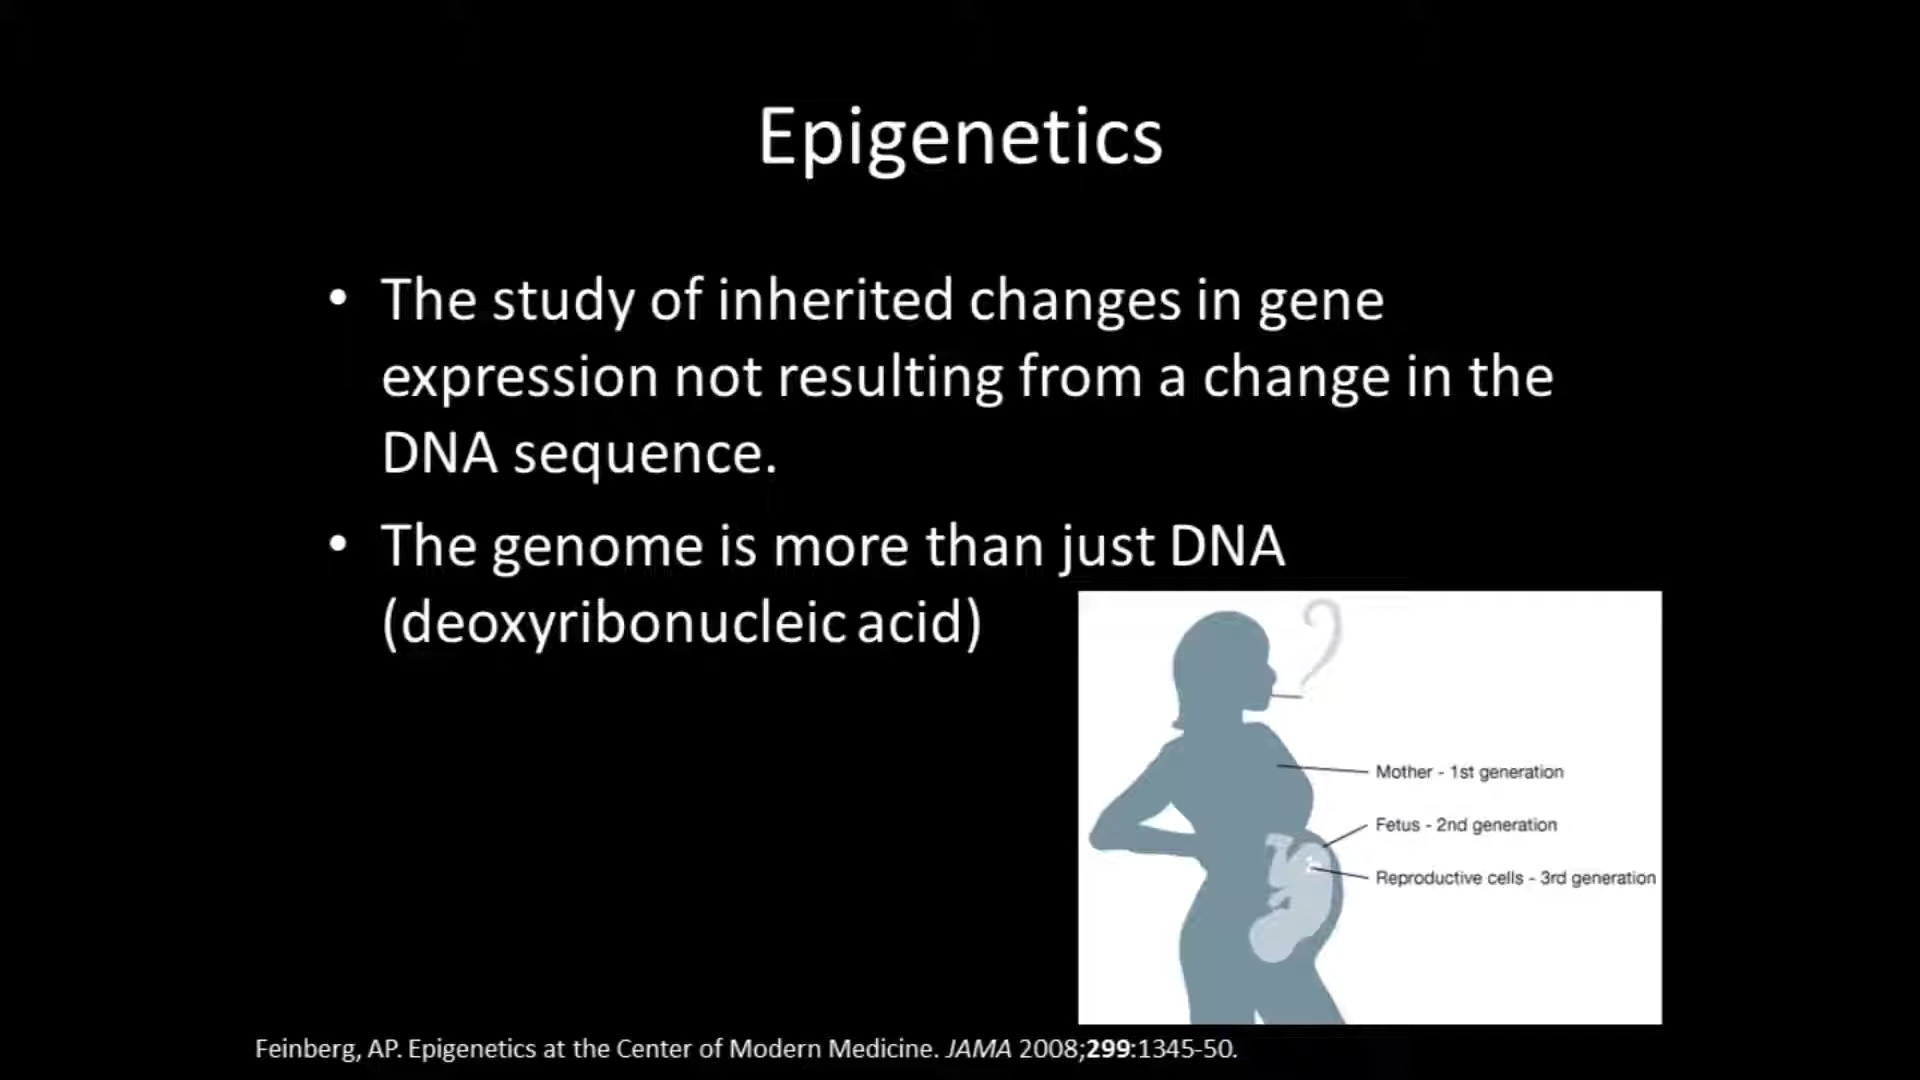 Epigenetics
• The study of inherited changes in gene
expression not resulting from a change in the
DNA sequence.
• The genome is more than just DNA
(deoxyribonucleic acid)
Mother - 1st generation
Fetus - 2nd generation
Reproductive cells - 3rd generation
Feinberg, AP. Epigenetics at the Center of Modern Medicine. JAMA 2008;299:1345-50.